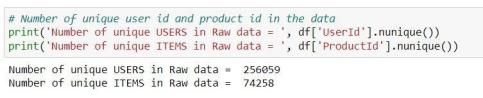 # Number of unique user id and product id in the data
print('Number of unique USERS in Raw data = ', df['UserId'].nunique())
print('Number of unique ITEMS in Raw data = ', df['ProductId'].nunique())
Number of unique USERS in Raw data =  256059
Number of unique ITEMS in Raw data =  74258